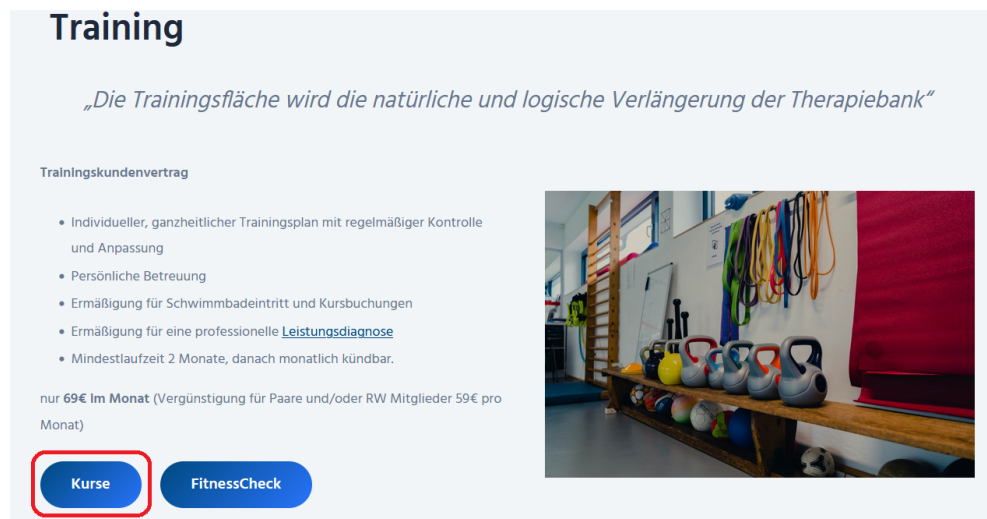 Training
„Die Trainingsfläche wird die natürliche und logische Verlängerung der Therapiebank“
Trainingskundenvertrag
• Individueller, ganzheitlicher Trainingsplan mit regelmäßiger Kontrolle
und Anpassung
• Persönliche Betreuung
• Ermäßigung für Schwimmbadeintritt und Kursbuchungen
• Ermäßigung für eine professionelle Leistungsdiagnose
• Mindestlaufzeit 2 Monate, danach monatlich kündbar.
nur 69€ im Monat (Vergünstigung für Paare und/oder RW Mitglieder 59€ pro
Monat)
Kurse
FitnessCheck